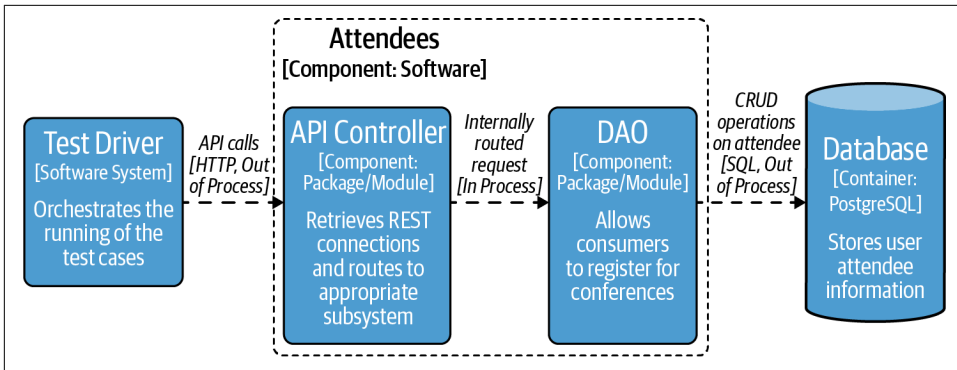 Attendees
[Component: Software]
Test Driver
[Software System]
Orchestrates the
running of the
test cases
API calls
[HTTP, Out
of Process]
API Controller
[Component:
Package/Module]
Retrieves REST
connections
and routes to
appropriate
subsystem
Internally
routed
request
[In Process]
DAO
[Component:
Package/Module]
Allows
consumers
to register for
conferences
CRUD
operations
on attendee
[SQL, Out
of Process]
Database
[Container:
PostgreSQL]
Stores user
attendee
information